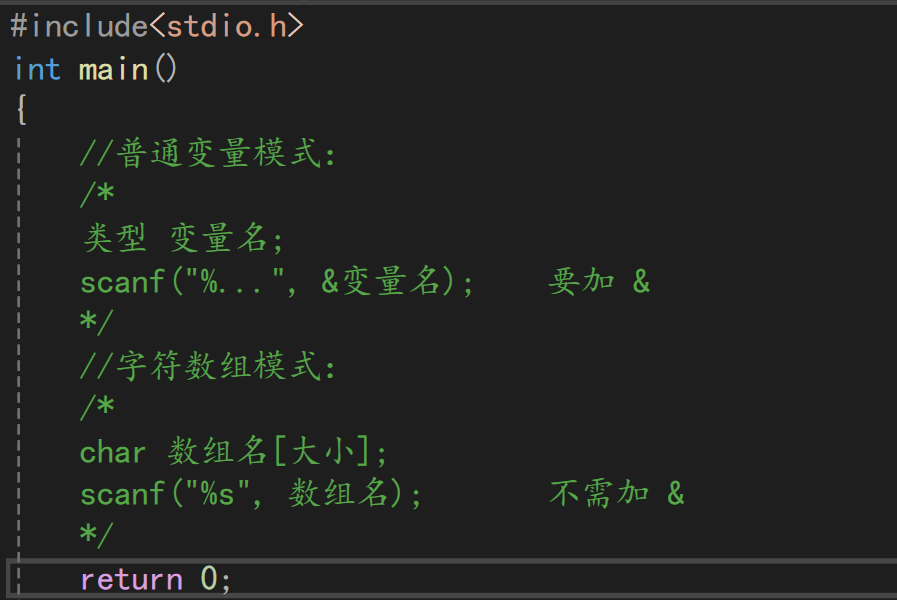 #include<stdio.h>
int main()
{
//普通变量模式：
/*
类型 变量名;
scanf("%...", &变量名);    要加 &
*/
//字符数组模式：
/*
char 数组名[大小];
scanf("%s", 数组名);    不需加 &
*/
return 0;